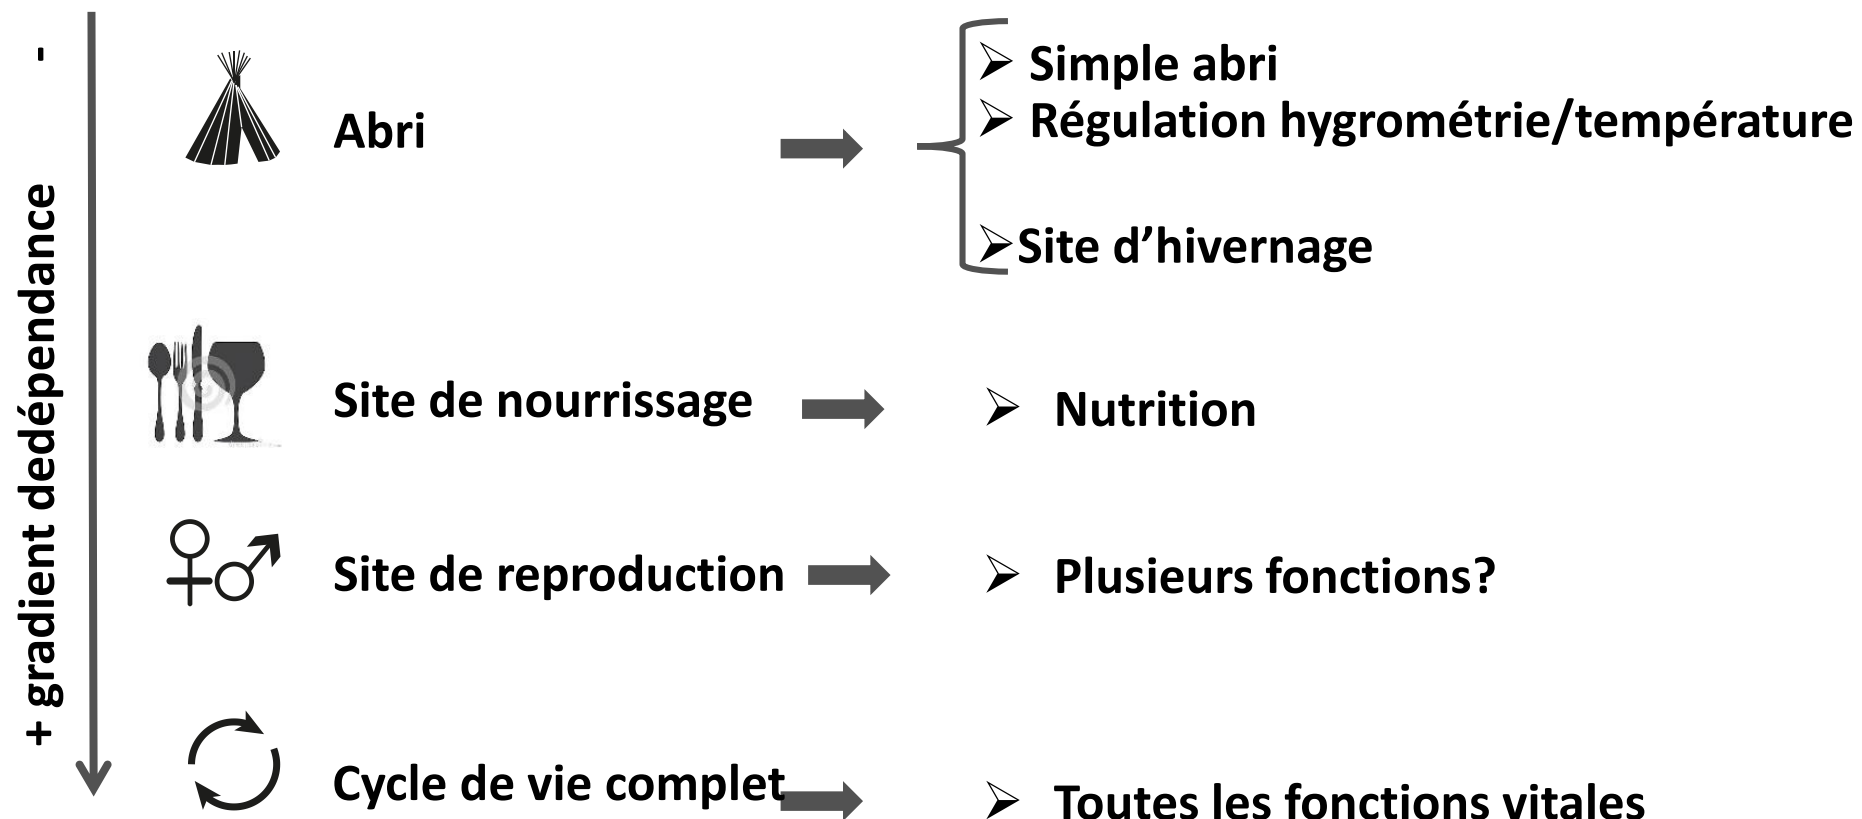 -
+ gradient dedépendance
Abri
➢ Simple abri
➢ Régulation hygrométrie/température
➢Site d’hivernage
Site de nourrissage
➢ Nutrition
Site de reproduction
➢ Plusieurs fonctions?
Cycle de vie complet
➢ Toutes les fonctions vitales